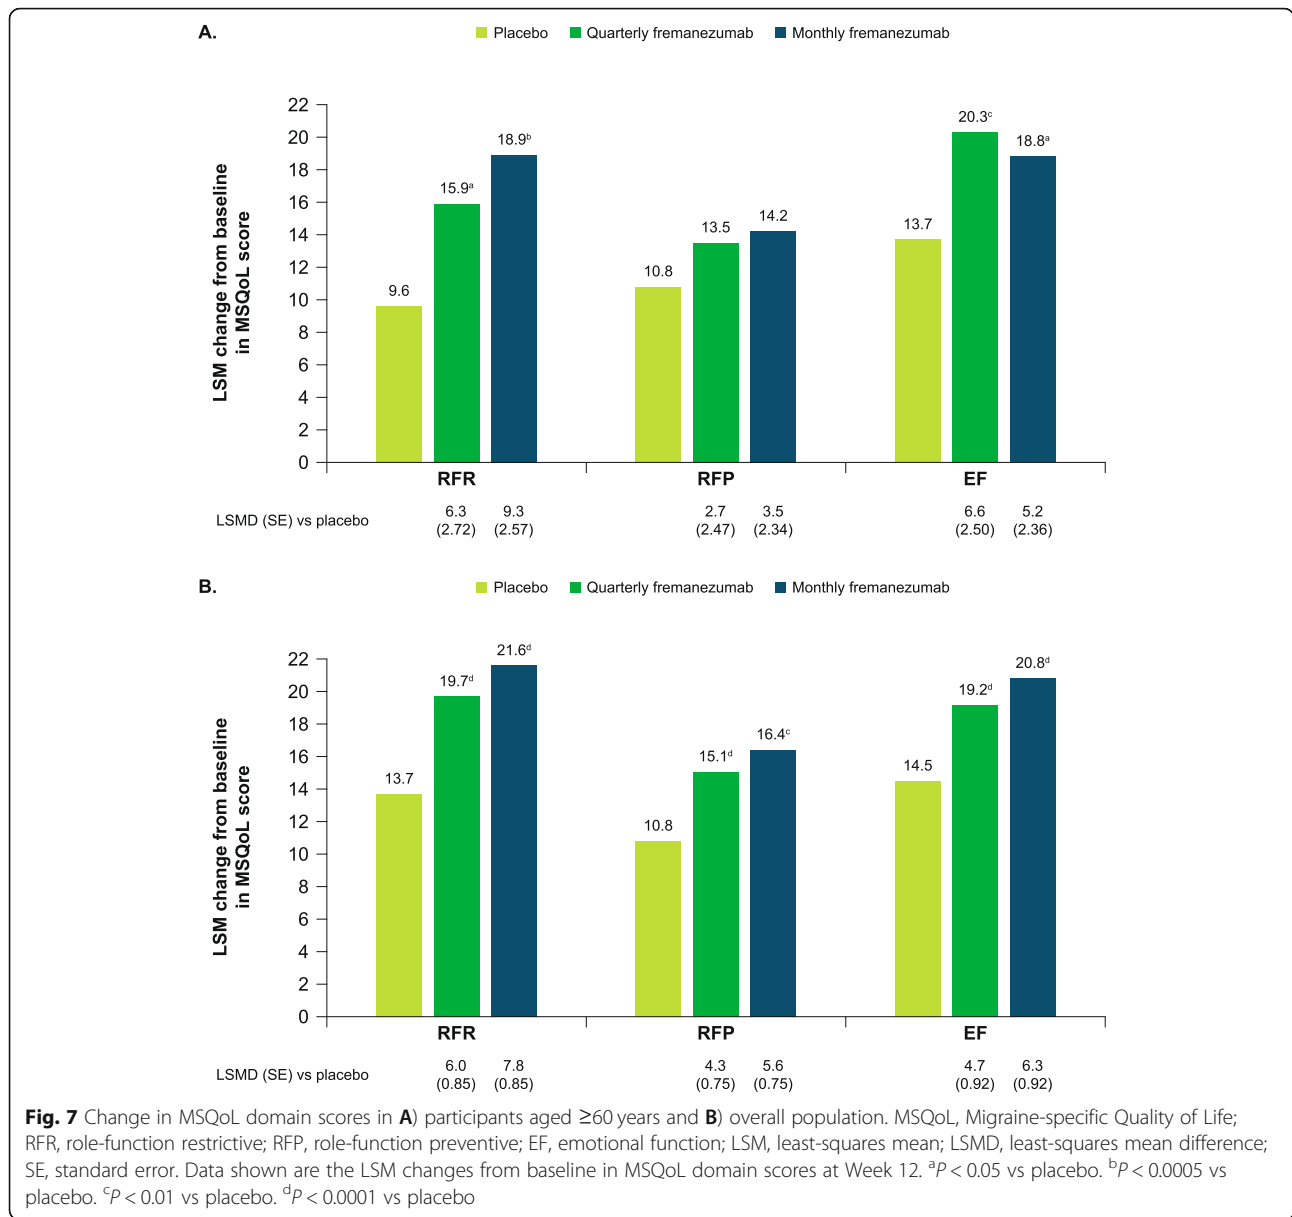 A.
Placebo Quarterly fremanezumab Monthly fremanezumab
LSM change from baseline
in MSQoL score
22
20
18
16
14
12
10
8
6
4
2
0
9.6
15.9a
18.9b
10.8
13.5
14.2
13.7
20.3c
18.8a
RFR RFP EF
LSMD (SE) vs placebo
6.3 9.3 2.7 3.5 6.6 5.2
(2.72) (2.57) (2.47) (2.34) (2.50) (2.36)
B.
Placebo Quarterly fremanezumab Monthly fremanezumab
LSM change from baseline
in MSQoL score
22
20
18
16
14
12
10
8
6
4
2
0
13.7
19.7d
21.6d
10.8
15.1d
16.4c
14.5
19.2d
20.8d
RFR RFP EF
LSMD (SE) vs placebo
6.0 7.8 4.3 5.6 4.7 6.3
(0.85) (0.85) (0.75) (0.75) (0.92) (0.92)
Fig. 7 Change in MSQoL domain scores in A) participants aged ≥60 years and B) overall population. MSQoL, Migraine-specific Quality of Life;
RFR, role-function restrictive; RFP, role-function preventive; EF, emotional function; LSM, least-squares mean; LSMD, least-squares mean difference;
SE, standard error. Data shown are the LSM changes from baseline in MSQoL domain scores at Week 12. aP < 0.05 vs placebo. bP < 0.0005 vs
placebo. cP < 0.01 vs placebo. dP < 0.0001 vs placebo